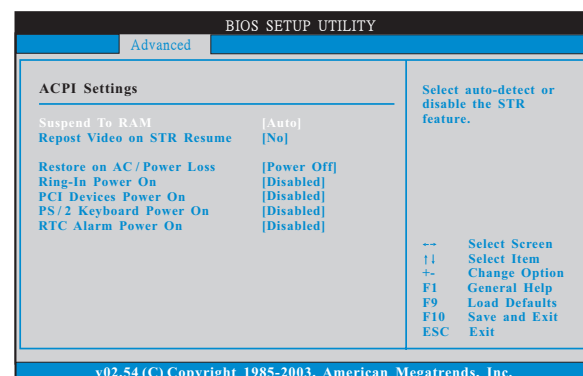 BIOS SETUP UTILITY
Advanced
ACPI Settings
Suspend To RAM [Auto]
Repost Video on STR Resume [No]
Restore on AC / Power Loss [Power Off]
Ring-In Power On [Disabled]
PCI Devices Power On [Disabled]
PS / 2 Keyboard Power On [Disabled]
RTC Alarm Power On [Disabled]
Select auto-detect or
disable the STR
feature.
←→ Select Screen
↑↓ Select Item
+- Change Option
F1 General Help
F9 Load Defaults
F10 Save and Exit
ESC Exit
v02.54 (C) Copyright 1985-2003, American Megatrends, Inc.